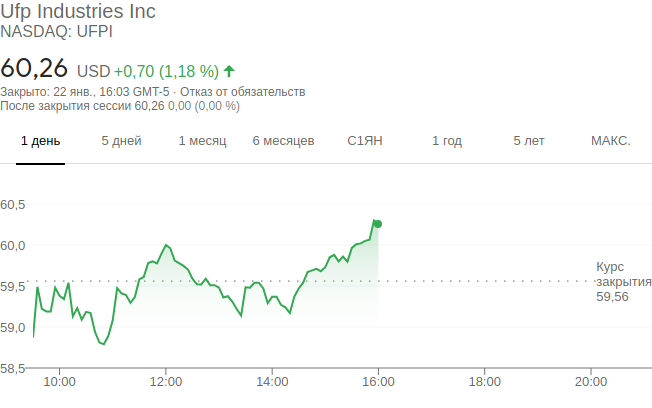 Ufp Industries Inc
NASDAQ: UFPI
60,26 USD +0,70 (1,18 %)
Закрыто: 22 янв., 16:03 GMT-5 · Отказ от обязательств
После закрытия сессии 60,26 0,00 (0,00 %)
1 день 5 дней 1 месяц 6 месяцев С1ЯН 1 год 5 лет МАКС.
60,5
60,0
59,5
59,0
58,5
Курс
закрытия
59,56
10:00 12:00 14:00 16:00 18:00 20:00